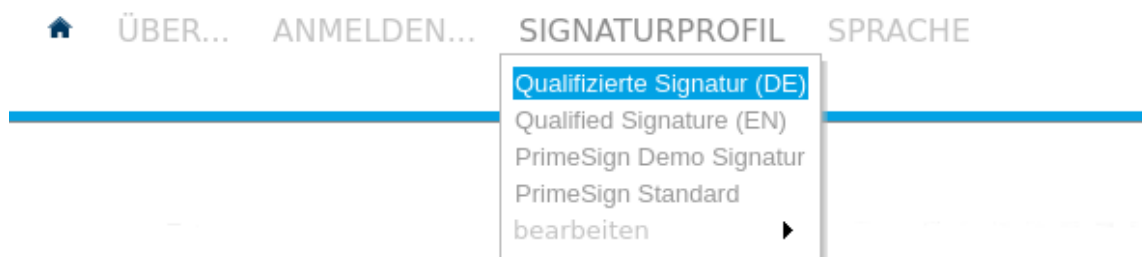 ÜBER... ANMELDEN... SIGNATURPROFIL SPRACHE
Qualifizierte Signatur (DE)
Qualified Signature (EN)
PrimeSign Demo Signatur
PrimeSign Standard
bearbeiten